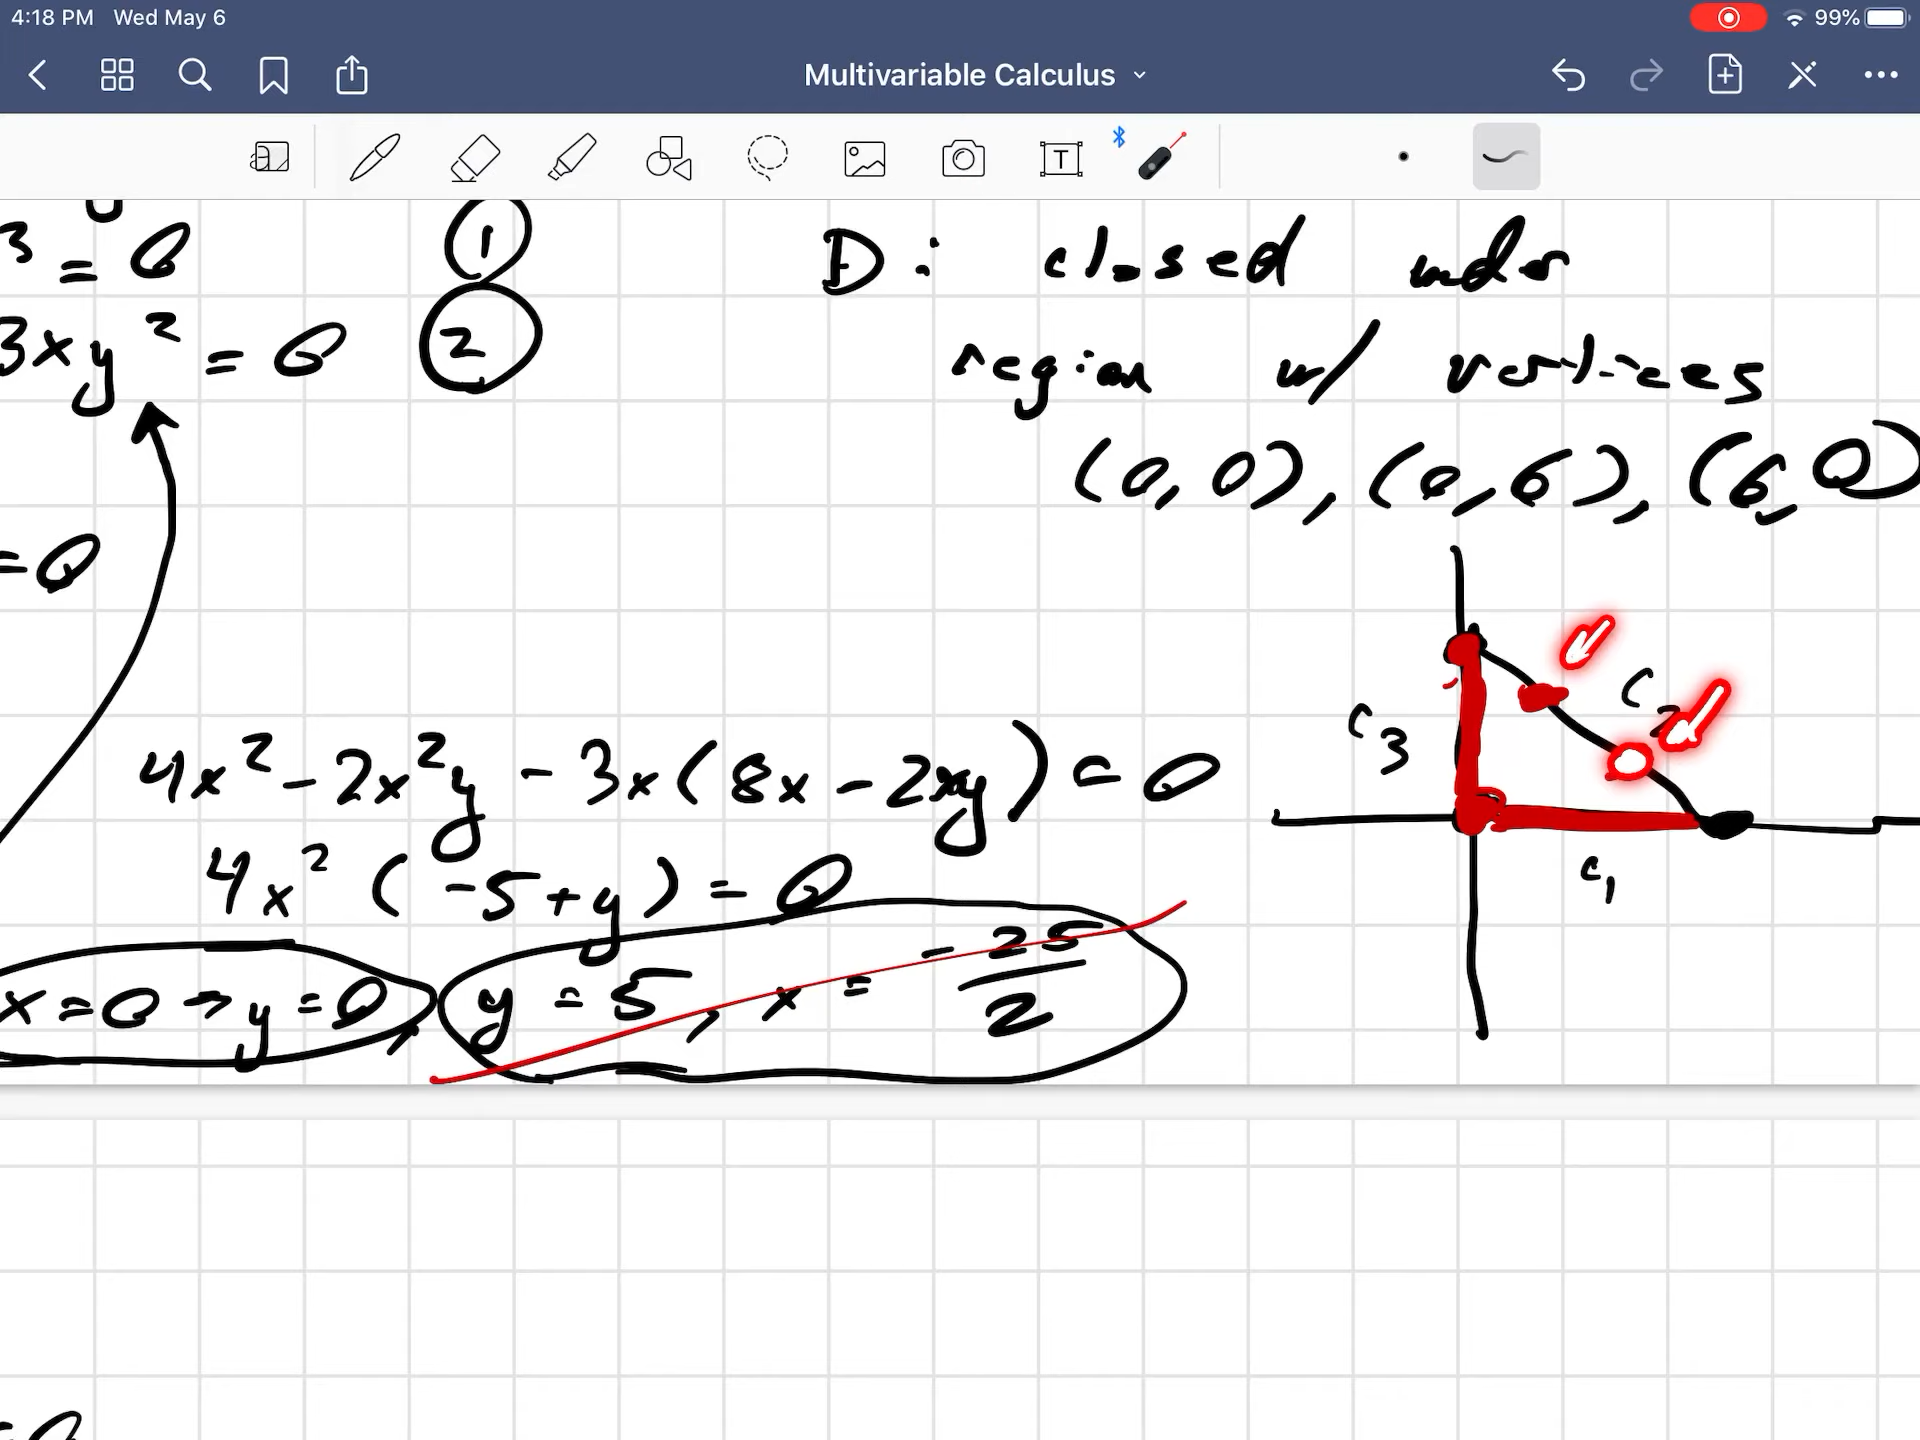 4:18 PM Wed May 6
99%
Multivariable Calculus
3 = 0
3xy² = 0
1
2
D: closed under
region w/ vertices
(0,0), (0,6), (6,0)
=0
4x² - 2x²y - 3x(8x - 2xy) = 0
4x² (-5+y) = 0
x=0 → y=0, y = 5, x = -25/2
C₃
C₂
C₁